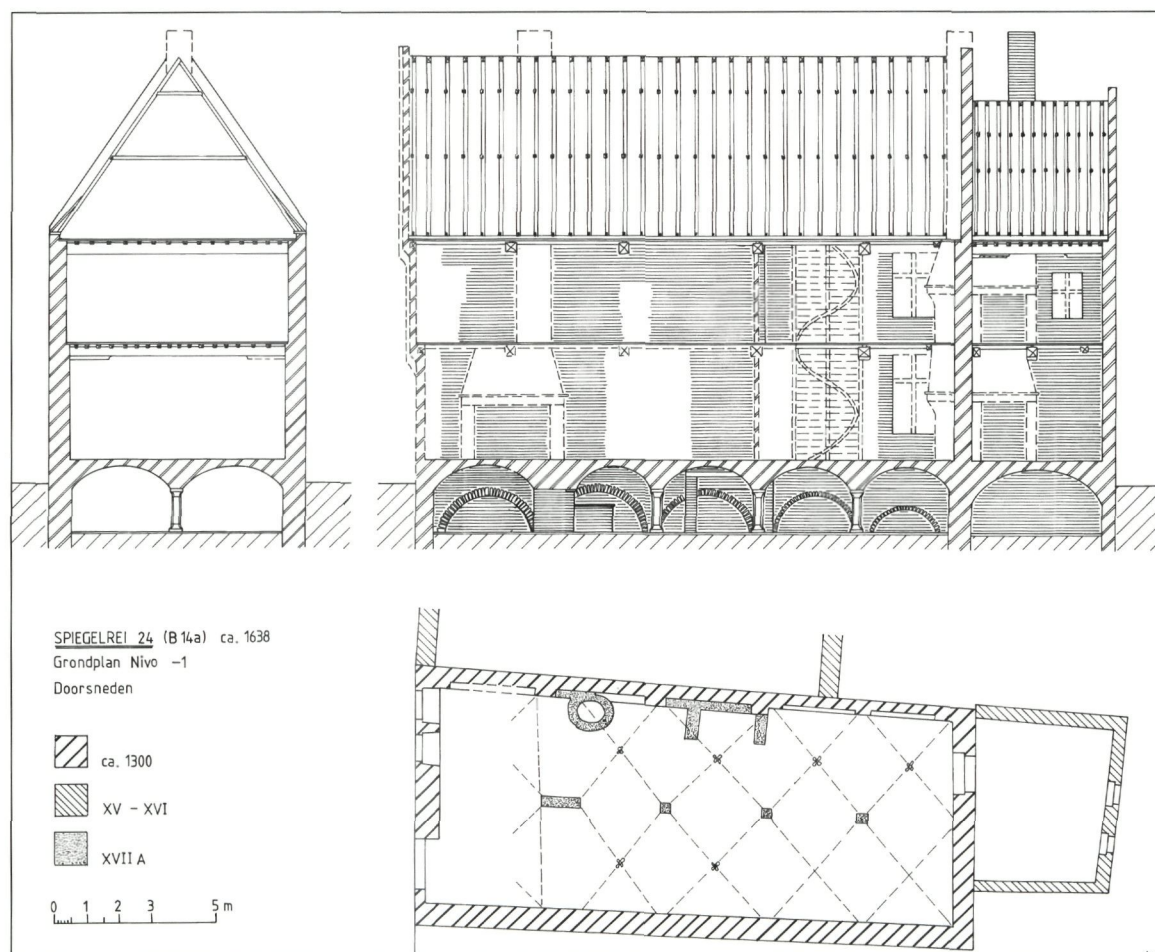 SPIEGELREI 24 (B 14a) ca. 1638
Grondplan Nivo -1
Doorsneden
ca. 1300
XV - XVI
XVII A
0 1 2 3 5 m